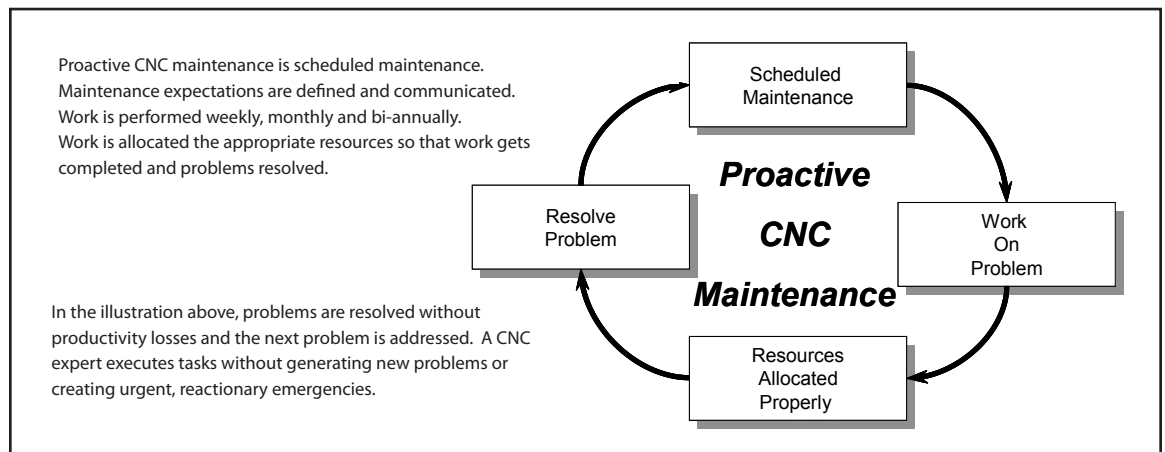 Proactive CNC maintenance is scheduled maintenance.
Maintenance expectations are defined and communicated.
Work is performed weekly, monthly and bi-annually.
Work is allocated the appropriate resources so that work gets
completed and problems resolved.
In the illustration above, problems are resolved without
productivity losses and the next problem is addressed.  A CNC
expert executes tasks without generating new problems or
creating urgent, reactionary emergencies.
Scheduled
Maintenance
Proactive
CNC
Maintenance
Work
On
Problem
Resources
Allocated
Properly
Resolve
Problem